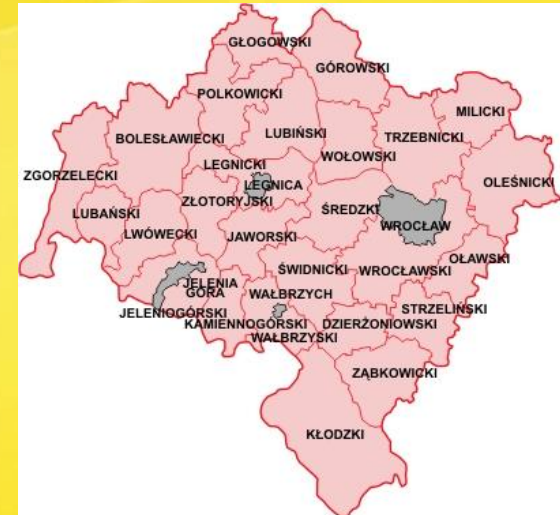 GŁOGOWSKI
GÓROWSKI
POLKOWICKI
MILICKI
LUBIŃSKI
TRZEBNICKI
BOLESŁAWIECKI
WOŁOWSKI
LEGNICKI
ZGORZELECKI
OLEŚNICKI
LEGNICA
ZŁOTORYJSKI
ŚREDZKI
LUBAŃSKI
WROCŁAW
LWÓWECKI
JAWORSKI
OŁAWSKI
ŚWIDNICKI
WROCŁAWSKI
JELENIA
GÓRA
WAŁBRZYCH
STRZELIŃSKI
JELENIOGÓRSKI
KAMIENNOGÓRSKI
DZIERŻONIOWSKI
WAŁBRZYSKI
ZĄBKOWICKI
KŁODZKI